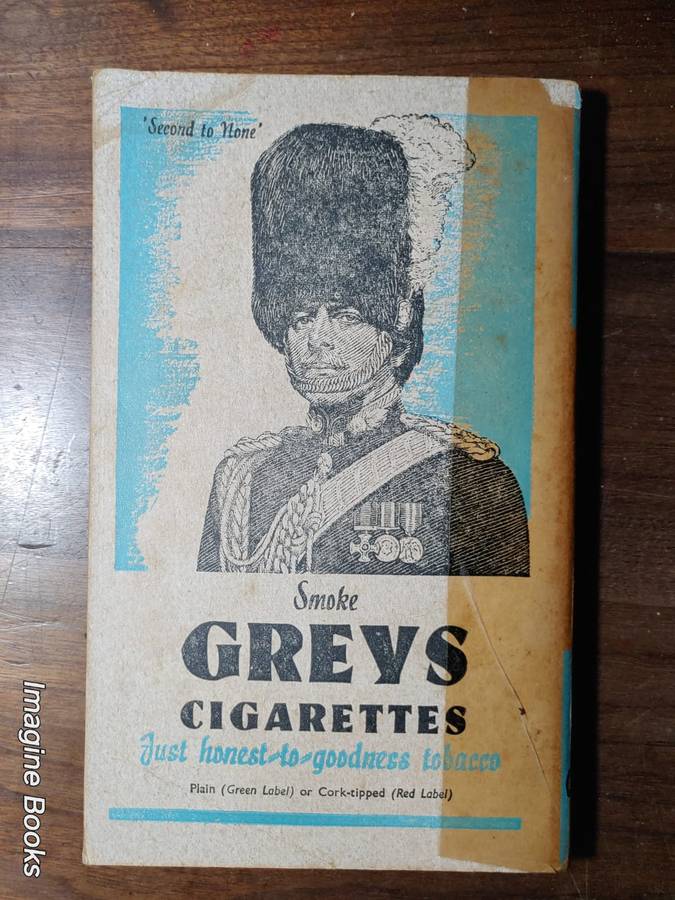 'Second to None'
Smoke
GREYS
CIGARETTES
Just honest-to-goodness tobacco
Plain (Green Label) or Cork-tipped (Red Label)
Imagine Books